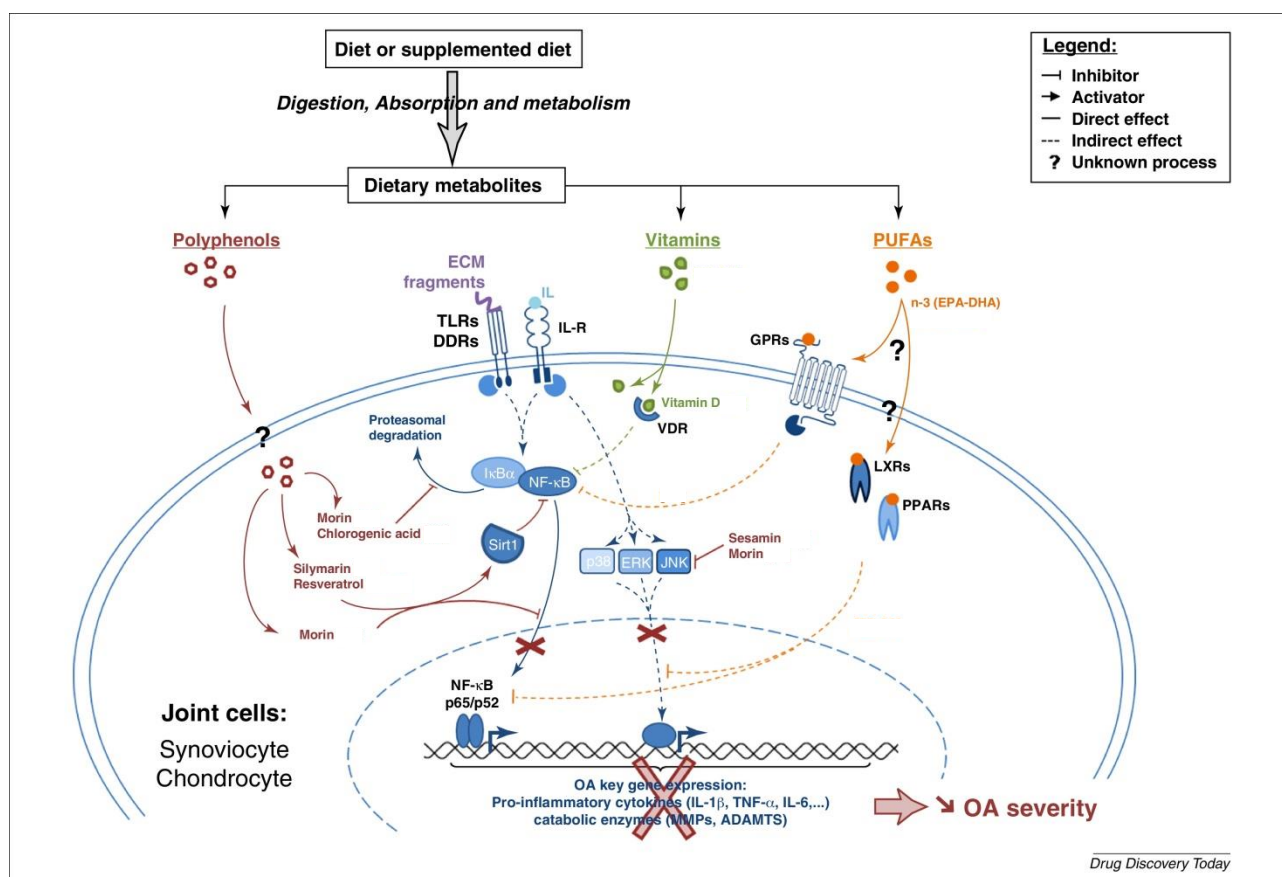 Diet or supplemented diet
Digestion, Absorption and metabolism
Dietary metabolites
Legend:
Inhibitor
Activator
Direct effect
Indirect effect
? Unknown process
Polyphenols
Vitamins
PUFAs
ECM
fragments
IL
TLRs
DDRs
IL-R
n-3 (EPA-DHA)
GPRs
?
?
?
Vitamin D
VDR
Proteasomal
degradation
IκBα
NF-κB
LXRs
PPARs
Morin
Chlorogenic acid
Sirt1
Silymarin
Resveratrol
Morin
p38
ERK
JNK
Sesamin
Morin
NF-κB
p65/p52
Joint cells:
Synoviocyte
Chondrocyte
OA key gene expression:
Pro-inflammatory cytokines (IL-1β, TNF-α, IL-6,...)
catabolic enzymes (MMPs, ADAMTS)
OA severity
Drug Discovery Today